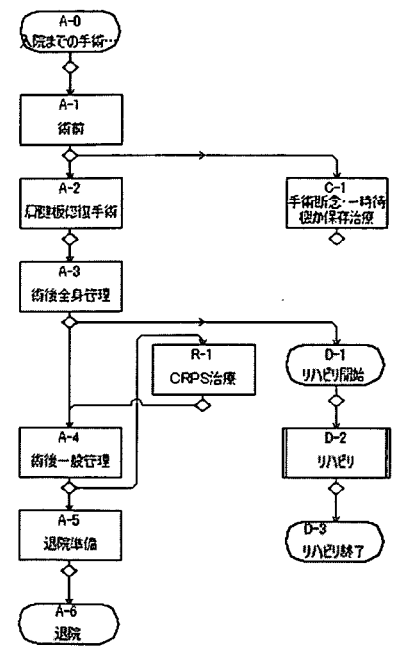 A-0
入院までの手術…
A-1
術前
A-2
肩腱板修復手術
C-1
手術断念・一時待
機か保存治療
A-3
術後全身管理
R-1
CRPS治療
D-1
リハビリ開始
A-4
術後一般管理
D-2
リハビリ
A-5
退院準備
D-3
リハビリ終了
A-6
退院